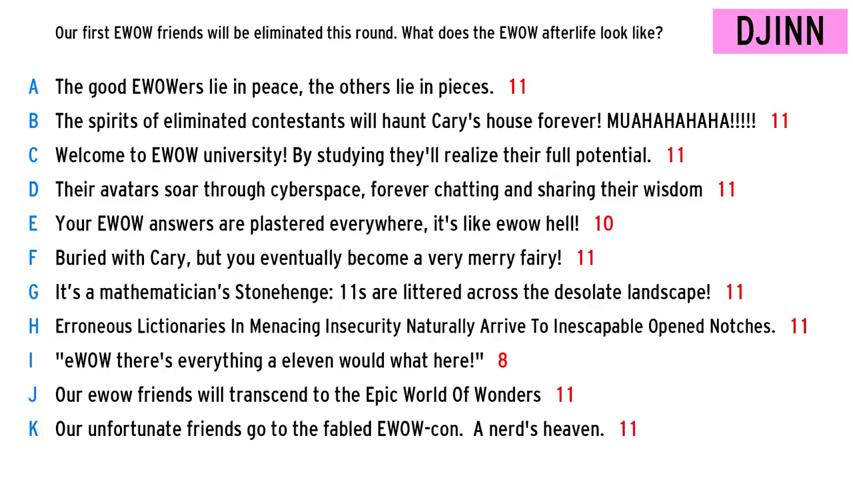 Our first EWOW friends will be eliminated this round. What does the EWOW afterlife look like?
DJINN
A The good EWOWers lie in peace, the others lie in pieces. 11
B The spirits of eliminated contestants will haunt Cary's house forever! MUAHAHAHAHA!!!!! 11
C Welcome to EWOW university! By studying they'll realize their full potential. 11
D Their avatars soar through cyberspace, forever chatting and sharing their wisdom 11
E Your EWOW answers are plastered everywhere, it's like ewow hell! 10
F Buried with Cary, but you eventually become a very merry fairy! 11
G It’s a mathematician’s Stonehenge: 11s are littered across the desolate landscape! 11
H Erroneous Lictionaries In Menacing Insecurity Naturally Arrive To Inescapable Opened Notches. 11
I "eWOW there's everything a eleven would what here!" 8
J Our ewow friends will transcend to the Epic World Of Wonders 11
K Our unfortunate friends go to the fabled EWOW-con. A nerd's heaven. 11